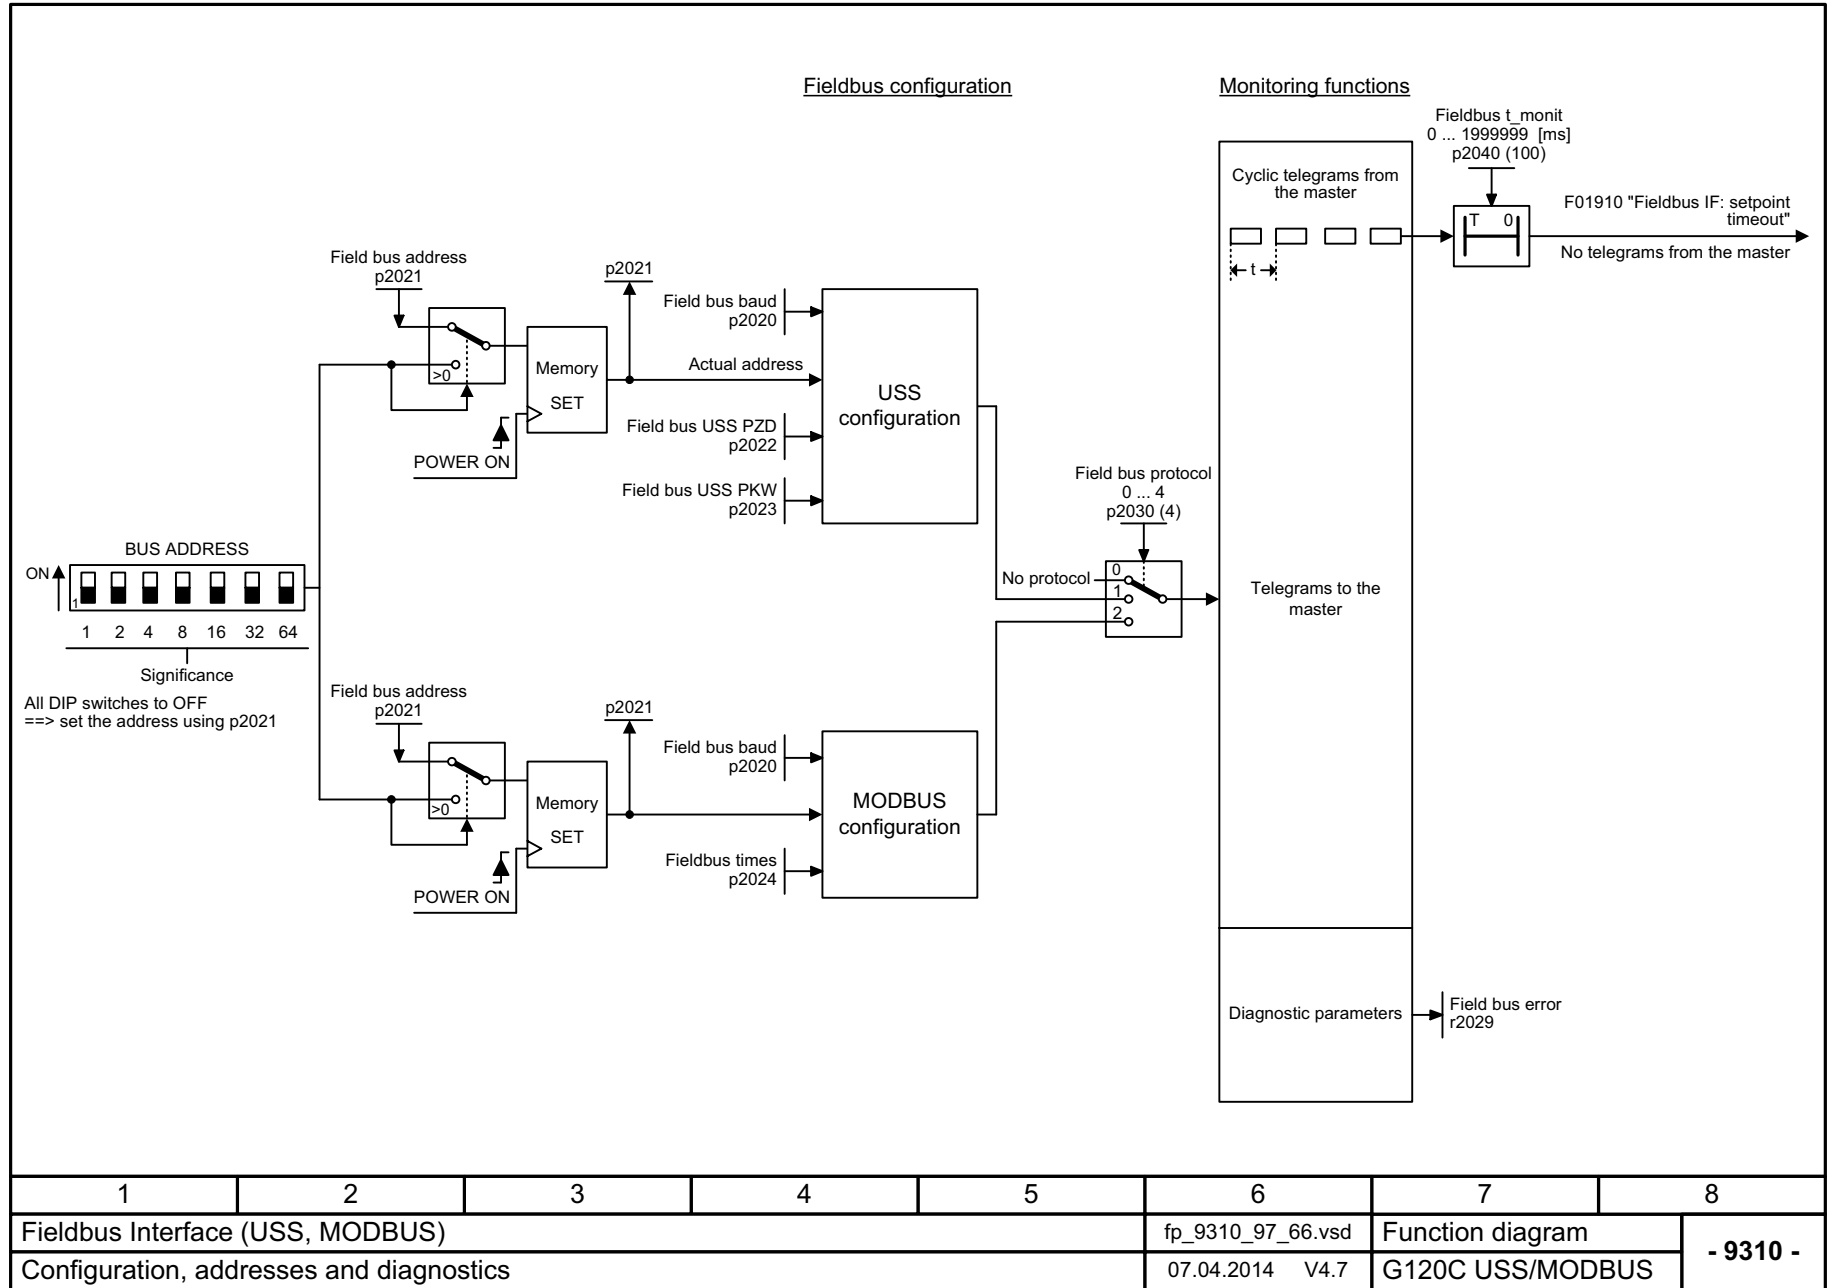 Fieldbus configuration
Monitoring functions
Fieldbus t_monit
0 ... 1999999 [ms]
p2040 (100)
Cyclic telegrams from
the master
T 0
F01910 "Fieldbus IF: setpoint
timeout"
No telegrams from the master
t
Field bus address
p2021
>0
Memory
SET
POWER ON
p2021
Field bus baud
p2020
Actual address
Field bus USS PZD
p2022
Field bus USS PKW
p2023
USS
configuration
Field bus protocol
0 ... 4
p2030 (4)
No protocol
0
1
2
Telegrams to the
master
BUS ADDRESS
ON
1
1 2 4 8 16 32 64
Significance
All DIP switches to OFF
==> set the address using p2021
Field bus address
p2021
>0
Memory
SET
POWER ON
p2021
Field bus baud
p2020
Fieldbus times
p2024
MODBUS
configuration
Diagnostic parameters
Field bus error
r2029
1 2 3 4 5 6 7 8
Fieldbus Interface (USS, MODBUS)
fp_9310_97_66.vsd
Function diagram
- 9310 -
Configuration, addresses and diagnostics
07.04.2014 V4.7
G120C USS/MODBUS